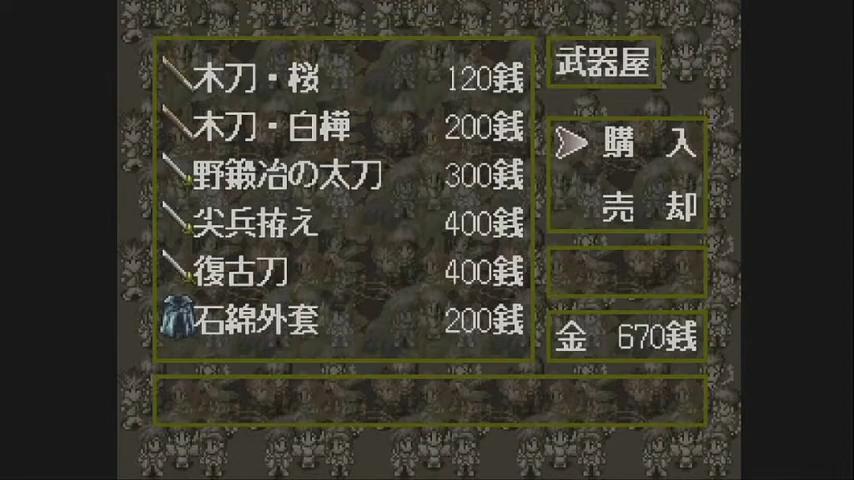 木刀・桜 120銭
木刀・白樺 200銭
野鍛冶の太刀 300銭
尖兵拵え 400銭
復古刀 400銭
石綿外套 200銭
武器屋
購入
売却
金 670銭